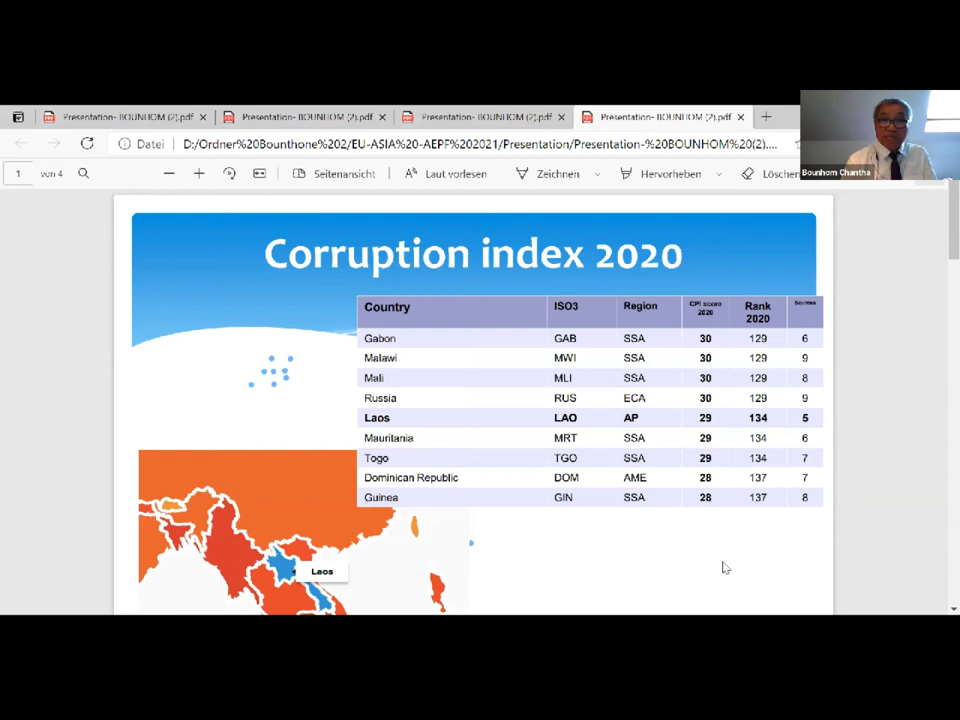 Presentation- BOUNHOM (2).pdf Presentation- BOUNHOM (2).pdf Presentation- BOUNHOM (2).pdf Presentation- BOUNHOM (2).pdf
Datei D:/Ordner%20Bounthone%202/EU-ASIA%20-AEPF%202021/Presentation/Presentation-%20BOUNHOM%20(2)....
1 von 4 Seitenansicht Laut vorlesen Zeichnen Hervorheben Löschen
Bounhom Chantha
Corruption index 2020
Country ISO3 Region CPI score 2020 Rank 2020 Sources
Gabon GAB SSA 30 129 6
Malawi MWI SSA 30 129 9
Mali MLI SSA 30 129 8
Russia RUS ECA 30 129 9
Laos LAO AP 29 134 5
Mauritania MRT SSA 29 134 6
Togo TGO SSA 29 134 7
Dominican Republic DOM AME 28 137 7
Guinea GIN SSA 28 137 8
Laos